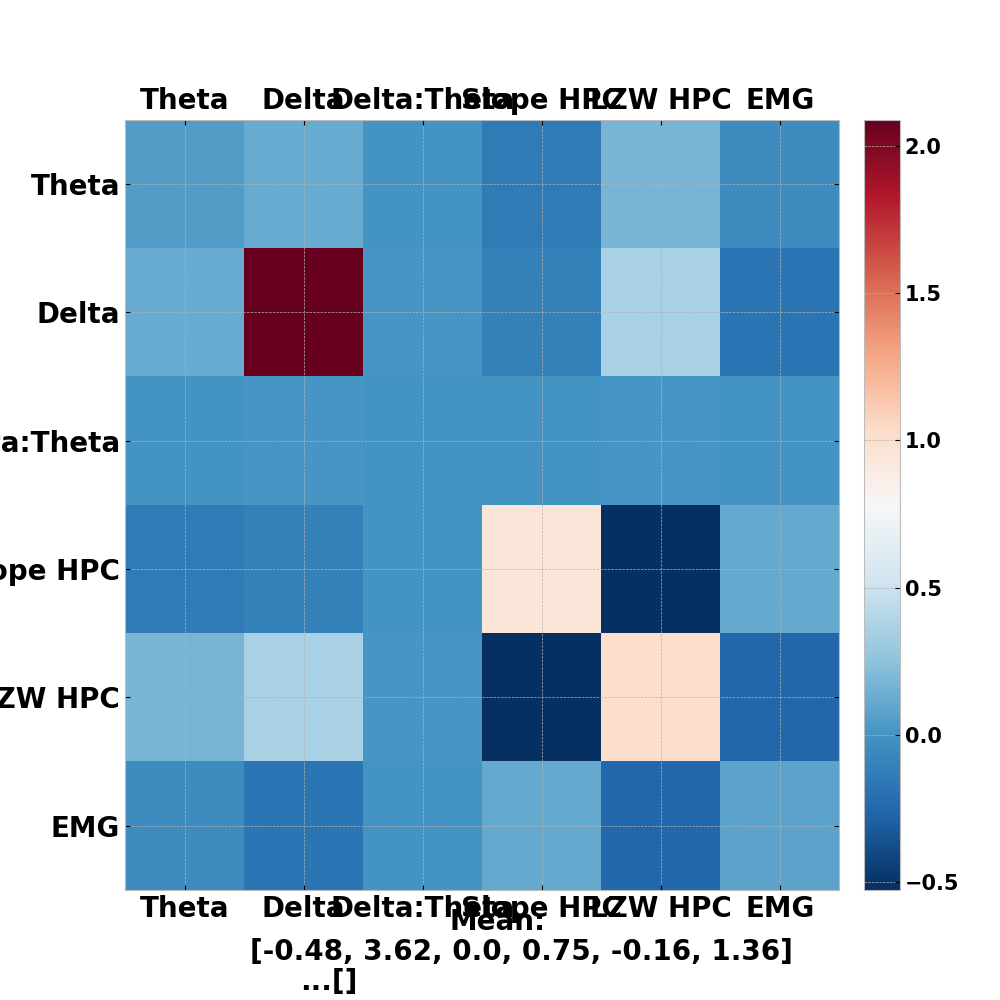 Theta Delta Delta:Theta Slope HPC LZW HPC EMG
2.0
Theta
1.5
Delta
1.0
a:Theta
0.5
ope HPC
0.0
ZW HPC
EMG
−0.5
Theta Delta Delta:Theta Slope HPC LZW HPC EMG
Mean:
[-0.48, 3.62, 0.0, 0.75, -0.16, 1.36]
...[]